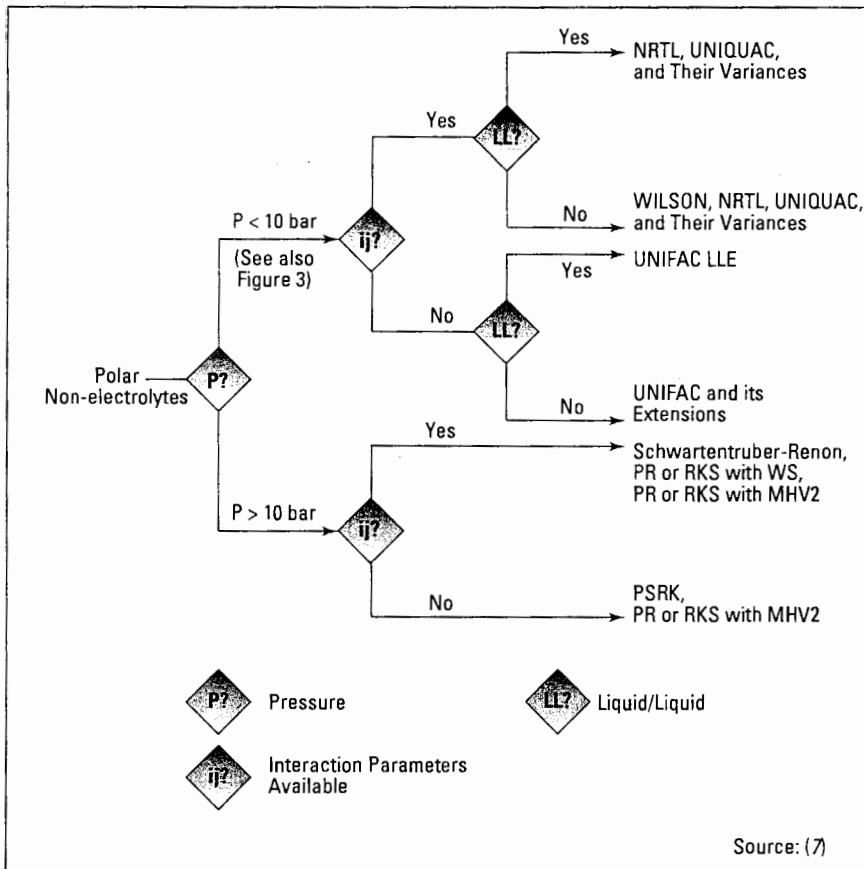 Yes
NRTL, UNIQUAC,
and Their Variances
Yes
LL?
P < 10 bar
(See also
Figure 3)
ij?
No
WILSON, NRTL, UNIQUAC,
and Their Variances
Yes
UNIFAC LLE
No
LL?
Polar
Non-electrolytes
P?
No
UNIFAC and its
Extensions
Yes
Schwartentruber-Renon,
PR or RKS with WS,
PR or RKS with MHV2
P > 10 bar
ij?
No
PSRK,
PR or RKS with MHV2
P?
Pressure
LL?
Liquid/Liquid
ij?
Interaction Parameters
Available
Source: (7)